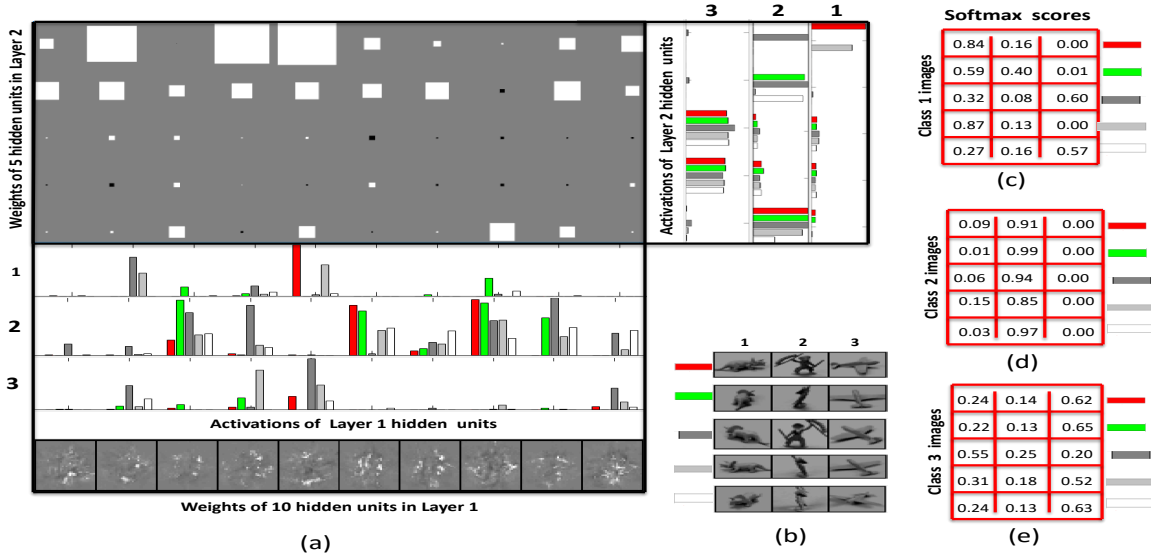 3 2 1
Weights of 5 hidden units in Layer 2
Activations of Layer 2 hidden units
1
2
3
Activations of Layer 1 hidden units
Weights of 10 hidden units in Layer 1
(a)
1 2 3
(b)
Softmax scores
Class 1 images
0.84 0.16 0.00
0.59 0.40 0.01
0.32 0.08 0.60
0.87 0.13 0.00
0.27 0.16 0.57
(c)
Class 2 images
0.09 0.91 0.00
0.01 0.99 0.00
0.06 0.94 0.00
0.15 0.85 0.00
0.03 0.97 0.00
(d)
Class 3 images
0.24 0.14 0.62
0.22 0.13 0.65
0.55 0.25 0.20
0.31 0.18 0.52
0.24 0.13 0.63
(e)